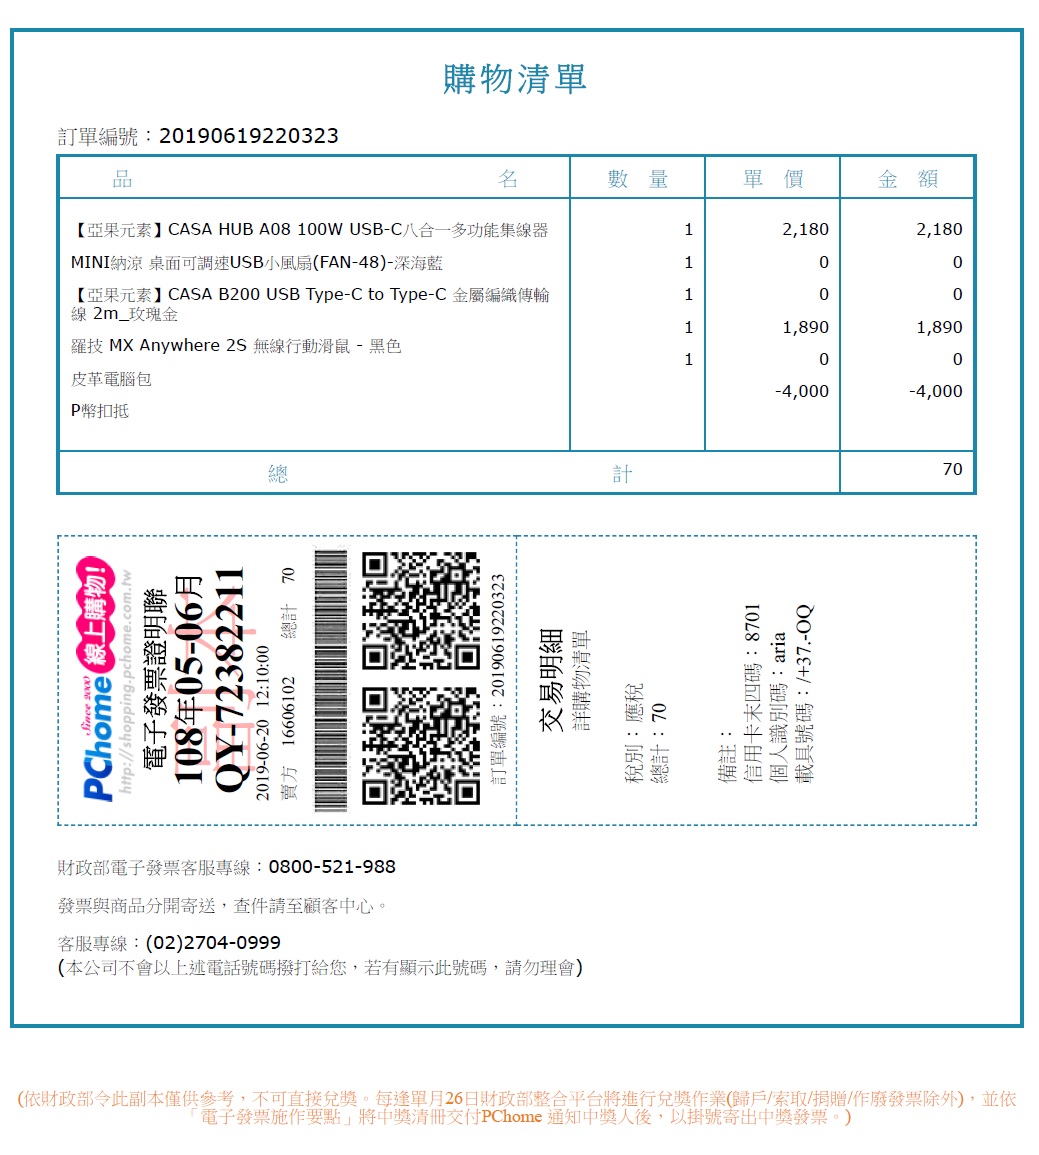 購物清單
訂單編號：20190619220323
品 名 數 量 單 價 金 額
【亞果元素】CASA HUB A08 100W USB-C八合一多功能集線器 1 2,180 2,180
MINI納涼 桌面可調速USB小風扇(FAN-48)-深海藍 1 0 0
【亞果元素】CASA B200 USB Type-C to Type-C 金屬編織傳輸 1 0 0
線 2m_玫瑰金
羅技 MX Anywhere 2S 無線行動滑鼠 - 黑色 1 1,890 1,890
皮革電腦包 1 0 0
P幣扣抵 -4,000 -4,000
總 計 70
Since 2000
PChome 線上購物!
http://shopping.pchome.com.tw
電子發票證明聯
副本
108年05-06月
QY-72382211
2019-06-20 12:10:00
賣方 16606102 總計 70
訂單編號：20190619220323
交易明細
詳購物清單
稅別：應稅
總計：70
備註：
信用卡末四碼：8701
個人識別碼：aria
載具號碼：/+37.-OQ
財政部電子發票客服專線：0800-521-988
發票與商品分開寄送，查件請至顧客中心。
客服專線：(02)2704-0999
(本公司不會以上述電話號碼撥打給您，若有顯示此號碼，請勿理會)
(依財政部令此副本僅供參考，不可直接兌獎。每逢單月26日財政部整合平台將進行兌獎作業(歸戶/索取/捐贈/作廢發票除外)，並依
「電子發票施作要點」將中獎清冊交付PChome 通知中獎人後，以掛號寄出中獎發票。)